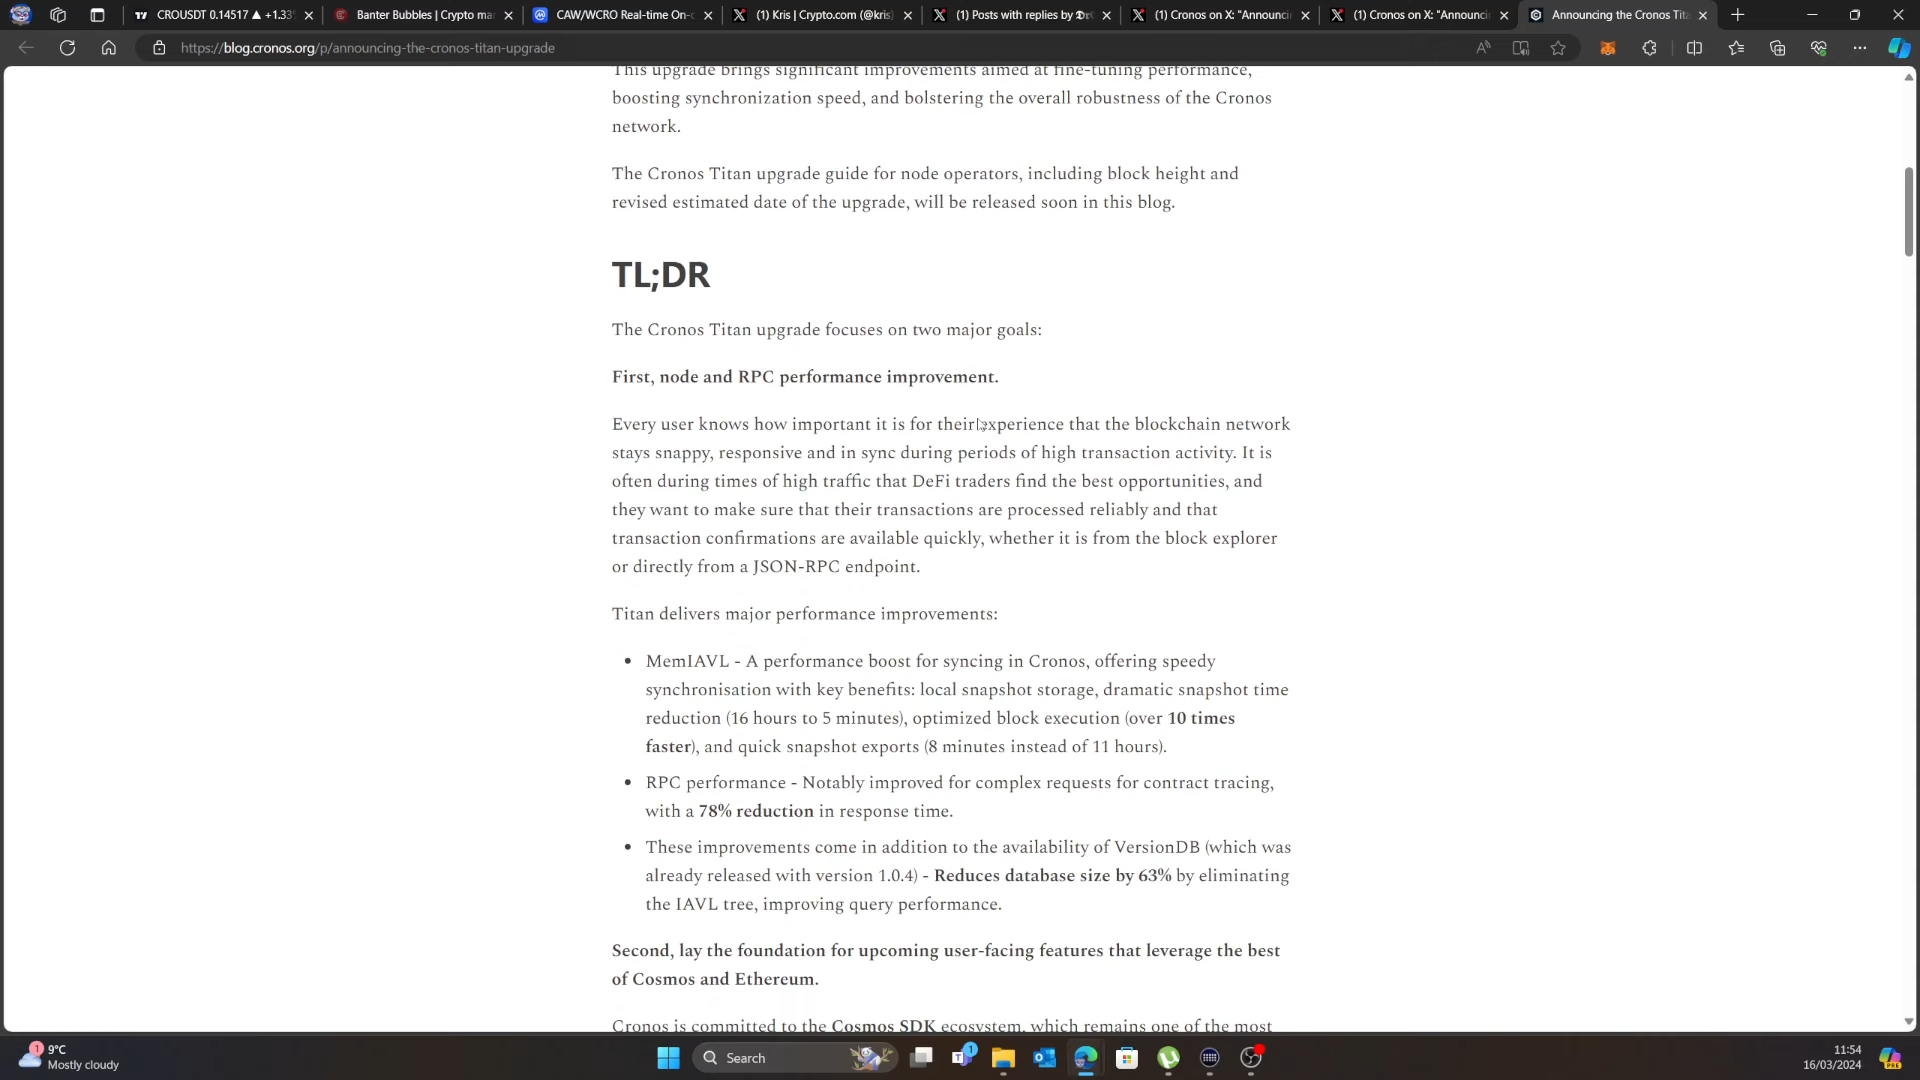 CROUSDT 0.14517 ▲ +1.33%
Banter Bubbles | Crypto mar
CAW/WCRO Real-time On-c
(1) Kris | Crypto.com (@kris)
(1) Posts with replies by
(1) Cronos on X: "Announcin
(1) Cronos on X: "Announcin
Announcing the Cronos Tita
https://blog.cronos.org/p/announcing-the-cronos-titan-upgrade
This upgrade brings significant improvements aimed at fine-tuning performance,
boosting synchronization speed, and bolstering the overall robustness of the Cronos
network.
The Cronos Titan upgrade guide for node operators, including block height and
revised estimated date of the upgrade, will be released soon in this blog.
TL;DR
The Cronos Titan upgrade focuses on two major goals:
First, node and RPC performance improvement.
Every user knows how important it is for their experience that the blockchain network
stays snappy, responsive and in sync during periods of high transaction activity. It is
often during times of high traffic that DeFi traders find the best opportunities, and
they want to make sure that their transactions are processed reliably and that
transaction confirmations are available quickly, whether it is from the block explorer
or directly from a JSON-RPC endpoint.
Titan delivers major performance improvements:
• MemIAVL - A performance boost for syncing in Cronos, offering speedy
synchronisation with key benefits: local snapshot storage, dramatic snapshot time
reduction (16 hours to 5 minutes), optimized block execution (over 10 times
faster), and quick snapshot exports (8 minutes instead of 11 hours).
• RPC performance - Notably improved for complex requests for contract tracing,
with a 78% reduction in response time.
• These improvements come in addition to the availability of VersionDB (which was
already released with version 1.0.4) - Reduces database size by 63% by eliminating
the IAVL tree, improving query performance.
Second, lay the foundation for upcoming user-facing features that leverage the best
of Cosmos and Ethereum.
Cronos is committed to the Cosmos SDK ecosystem, which remains one of the most
1
9°C
Mostly cloudy
Search
1
11:54
16/03/2024